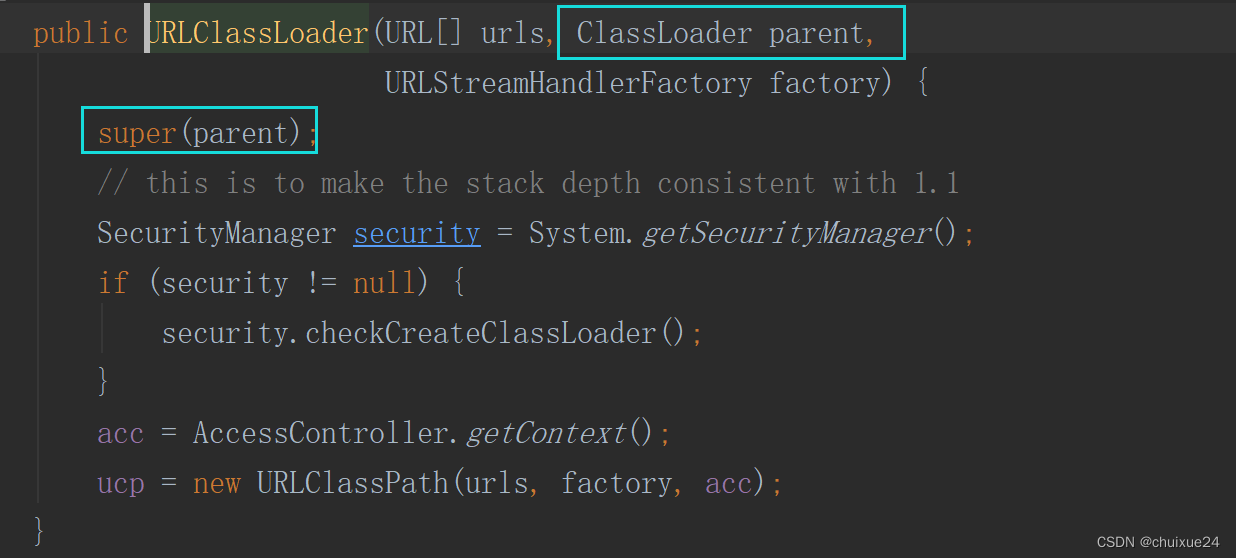 public URLClassLoader(URL[] urls, ClassLoader parent,
URLStreamHandlerFactory factory) {
super(parent);
// this is to make the stack depth consistent with 1.1
SecurityManager security = System.getSecurityManager();
if (security != null) {
security.checkCreateClassLoader();
}
acc = AccessController.getContext();
ucp = new URLClassPath(urls, factory, acc);
}
CSDN @chuixue24